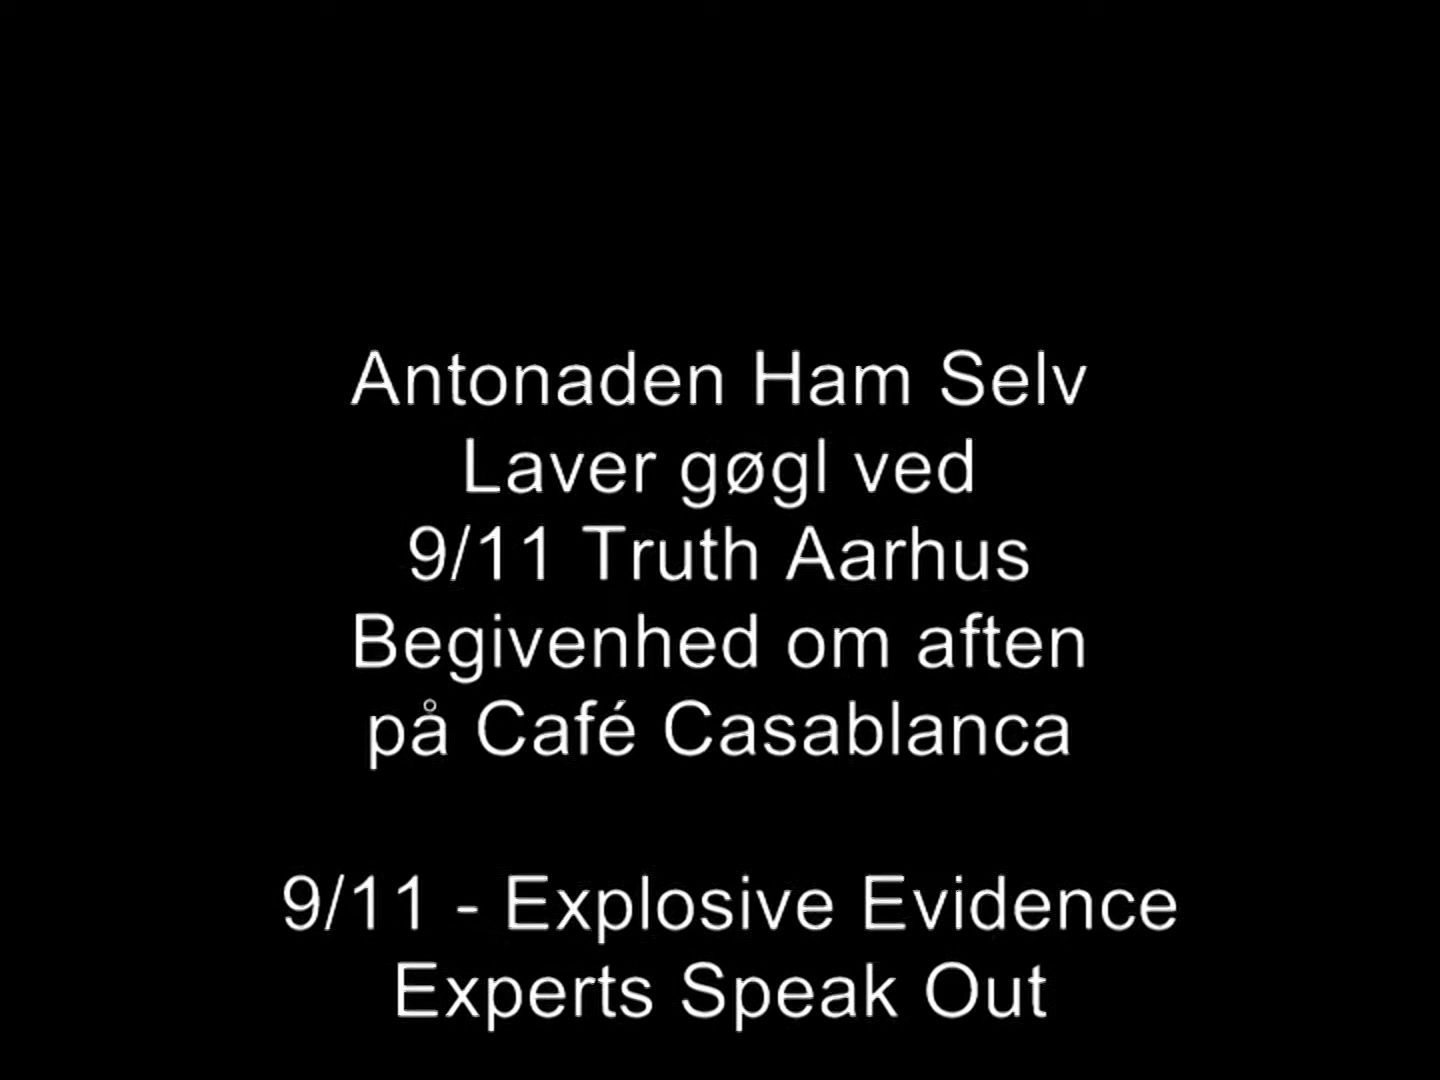 Antonaden Ham Selv
Laver gøgl ved
9/11 Truth Aarhus
Begivenhed om aften
på Café Casablanca
9/11 - Explosive Evidence
Experts Speak Out